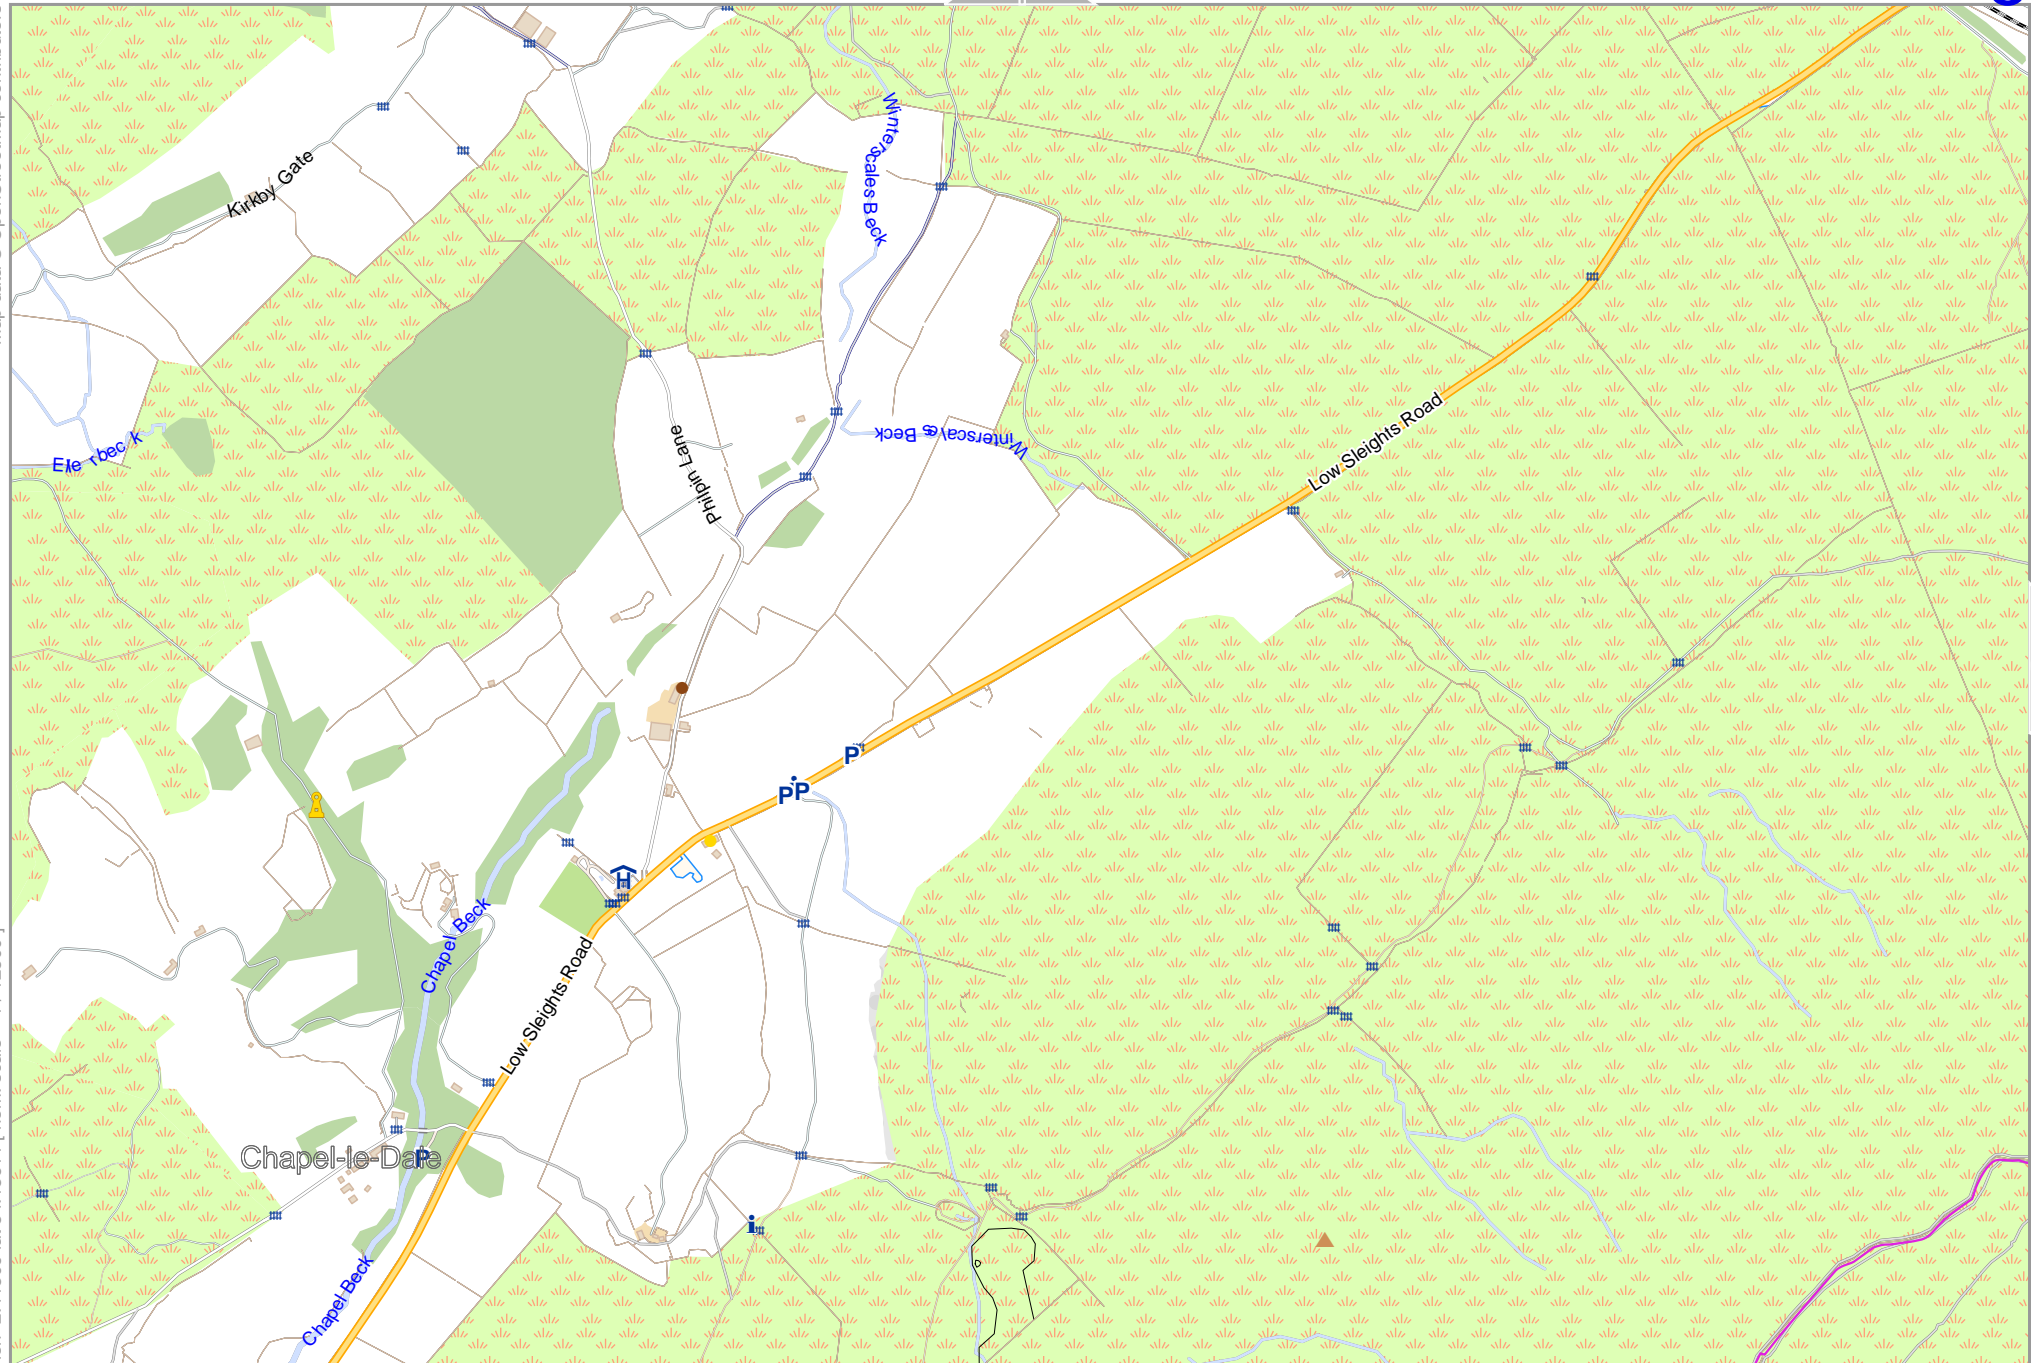 Winterscales Beck
Kirkby Gate
Low Sleights Road
Philpin Lane
Winterscales Beck
Ellerbeck
P
PP
H
Chapel Beck
Low Sleights Road
Chapel-le-Dale
P
i
Chapel Beck